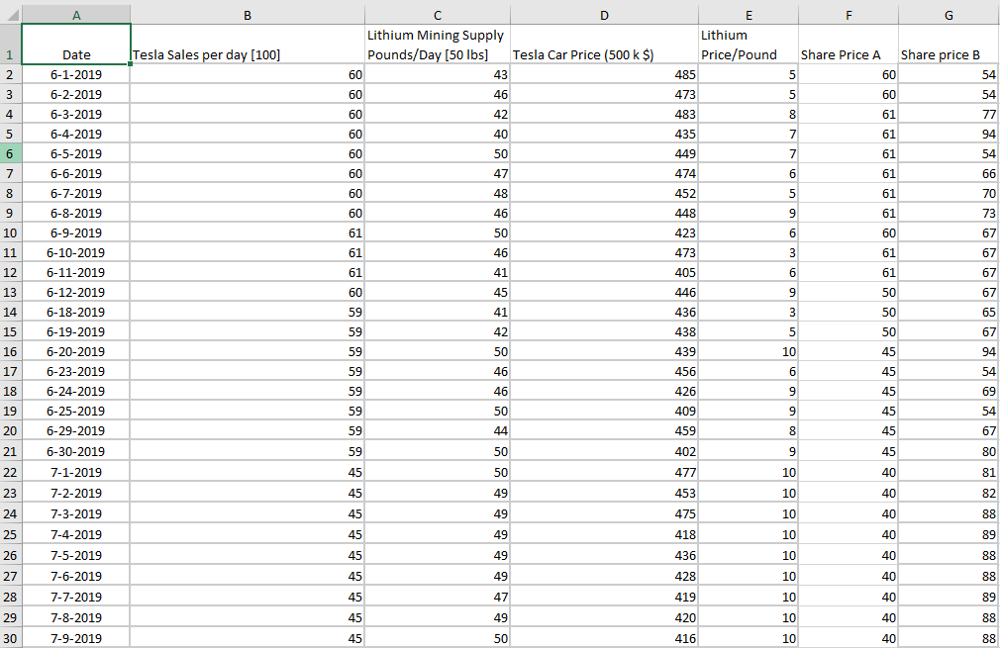 A B C D E F G
1 Date Tesla Sales per day [100] Lithium Mining Supply Pounds/Day [50 lbs] Tesla Car Price (500 k $) Lithium Price/Pound Share Price A Share price B
2 6-1-2019 60 43 485 5 60 54
3 6-2-2019 60 46 473 5 60 54
4 6-3-2019 60 42 483 8 61 77
5 6-4-2019 60 40 435 7 61 94
6 6-5-2019 60 50 449 7 61 54
7 6-6-2019 60 47 474 6 61 66
8 6-7-2019 60 48 452 5 61 70
9 6-8-2019 60 46 448 9 61 73
10 6-9-2019 61 50 423 6 60 67
11 6-10-2019 61 46 473 3 61 67
12 6-11-2019 61 41 405 6 61 67
13 6-12-2019 60 45 446 9 50 67
14 6-18-2019 59 41 436 3 50 65
15 6-19-2019 59 42 438 5 50 67
16 6-20-2019 59 50 439 10 45 94
17 6-23-2019 59 46 456 6 45 54
18 6-24-2019 59 46 426 9 45 69
19 6-25-2019 59 50 409 9 45 54
20 6-29-2019 59 44 459 8 45 67
21 6-30-2019 59 50 402 9 45 80
22 7-1-2019 45 50 477 10 40 81
23 7-2-2019 45 49 453 10 40 82
24 7-3-2019 45 49 475 10 40 88
25 7-4-2019 45 49 418 10 40 89
26 7-5-2019 45 49 436 10 40 88
27 7-6-2019 45 49 428 10 40 88
28 7-7-2019 45 47 419 10 40 89
29 7-8-2019 45 49 420 10 40 88
30 7-9-2019 45 50 416 10 40 88